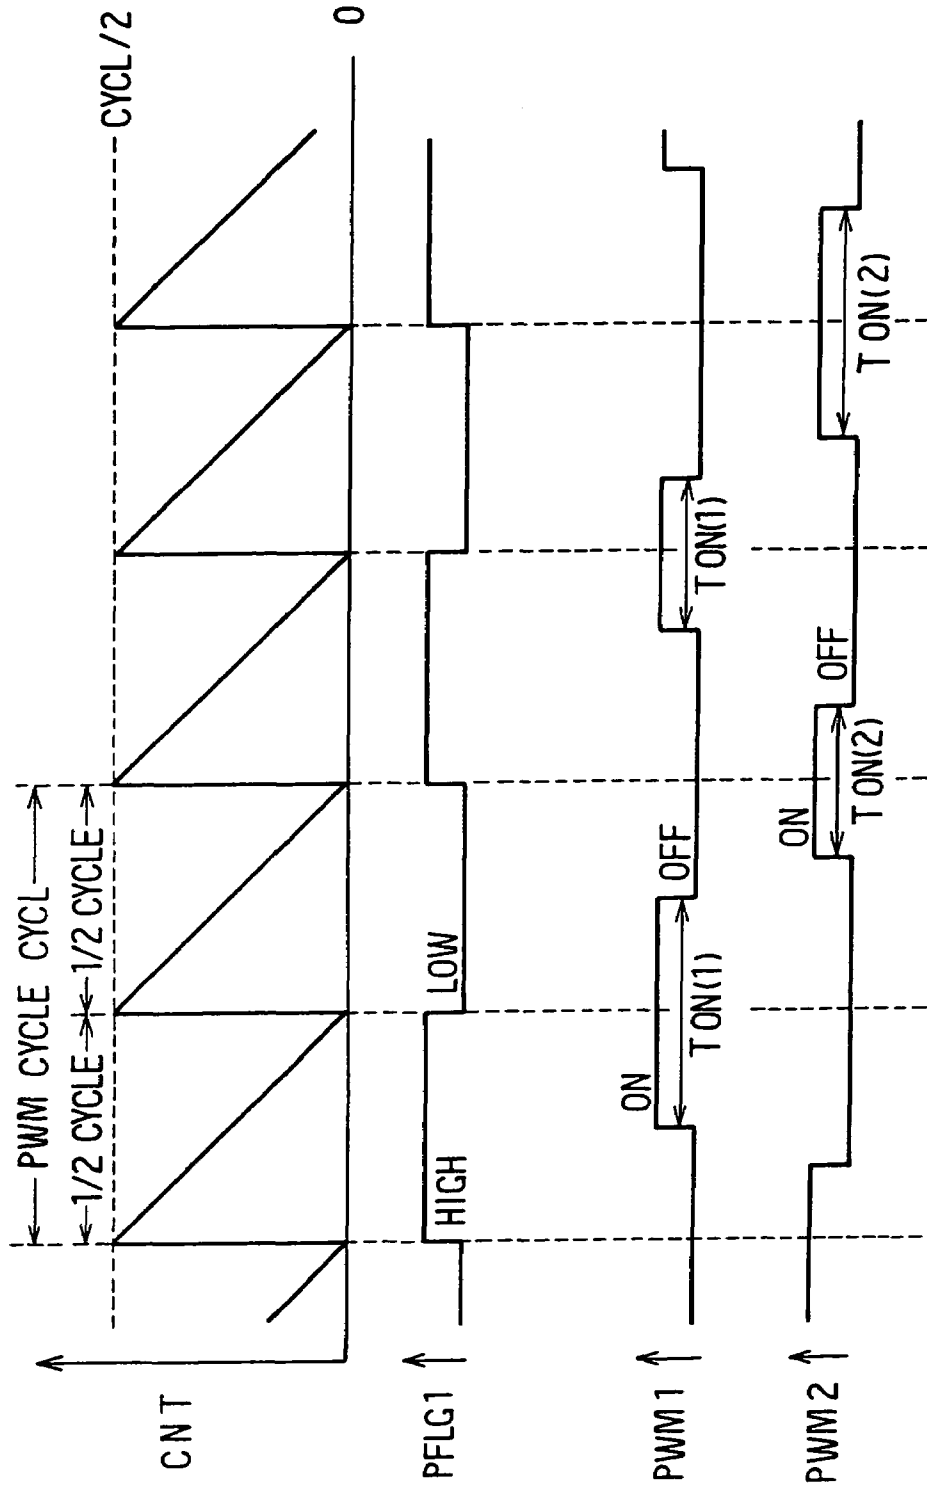 PWM CYCLE CYCL
1/2 CYCLE
1/2 CYCLE
CYCL/2
CNT
0
PFLG1
HIGH
LOW
PWM1
ON
OFF
T ON(1)
T ON(1)
PWM2
ON
OFF
T ON(2)
T ON(2)